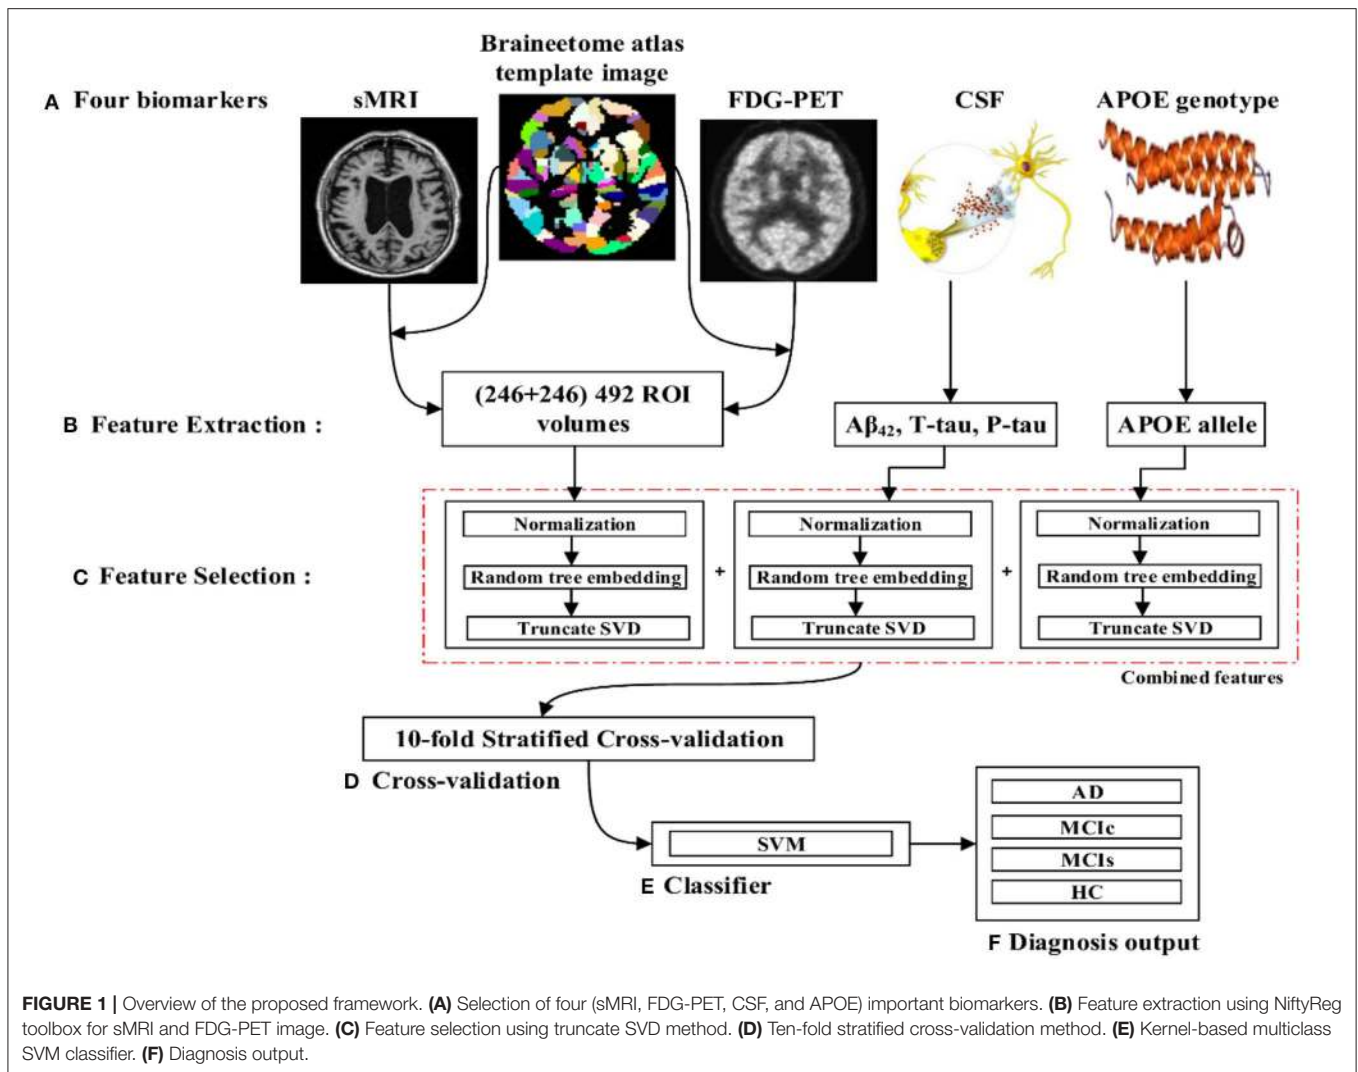 Braineetome atlas
template image
A Four biomarkers
sMRI
FDG-PET
CSF
APOE genotype
(246+246) 492 ROI
volumes
B Feature Extraction :
Aβ42, T-tau, P-tau
APOE allele
Normalization
Normalization
Normalization
C Feature Selection :
Random tree embedding
+
Random tree embedding
+
Random tree embedding
Truncate SVD
Truncate SVD
Truncate SVD
Combined features
10-fold Stratified Cross-validation
D Cross-validation
AD
MCIc
SVM
MCIs
E Classifier
HC
F Diagnosis output
FIGURE 1 | Overview of the proposed framework. (A) Selection of four (sMRI, FDG-PET, CSF, and APOE) important biomarkers. (B) Feature extraction using NiftyReg
toolbox for sMRI and FDG-PET image. (C) Feature selection using truncate SVD method. (D) Ten-fold stratified cross-validation method. (E) Kernel-based multiclass
SVM classifier. (F) Diagnosis output.